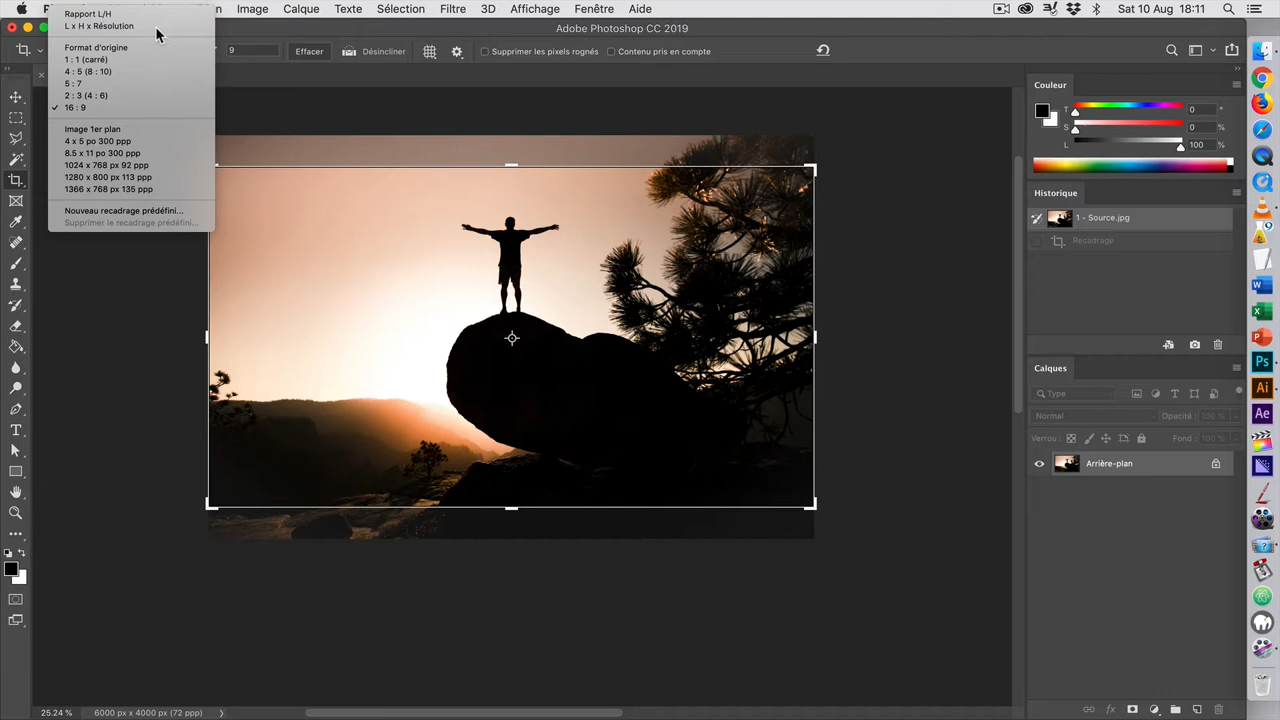 Image
Calque
Texte
Sélection
Filtre
3D
Affichage
Fenêtre
Aide
Sat 10 Aug 18:11
Adobe Photoshop CC 2019
Rapport L/H
L x H x Résolution
Format d'origine
1 : 1 (carré)
4 : 5 (8 : 10)
5 : 7
2 : 3 (4 : 6)
16 : 9
Image 1er plan
4 x 5 po 300 ppp
8.5 x 11 po 300 ppp
1024 x 768 px 92 ppp
1280 x 800 px 113 ppp
1366 x 768 px 135 ppp
Nouveau recadrage prédéfini...
Supprimer le recadrage prédéfini...
9
Effacer
Désincliner
Supprimer les pixels rognés
Contenu pris en compte
Couleur
T
0
°
S
0
%
L
100
%
Historique
1 - Source.jpg
Recadrage
Calques
Type
Normal
Opacité : 100 %
Verrou :
Fond : 100 %
Arrière-plan
25.24 %
6000 px x 4000 px (72 ppp)
Ps
Ai
Ae